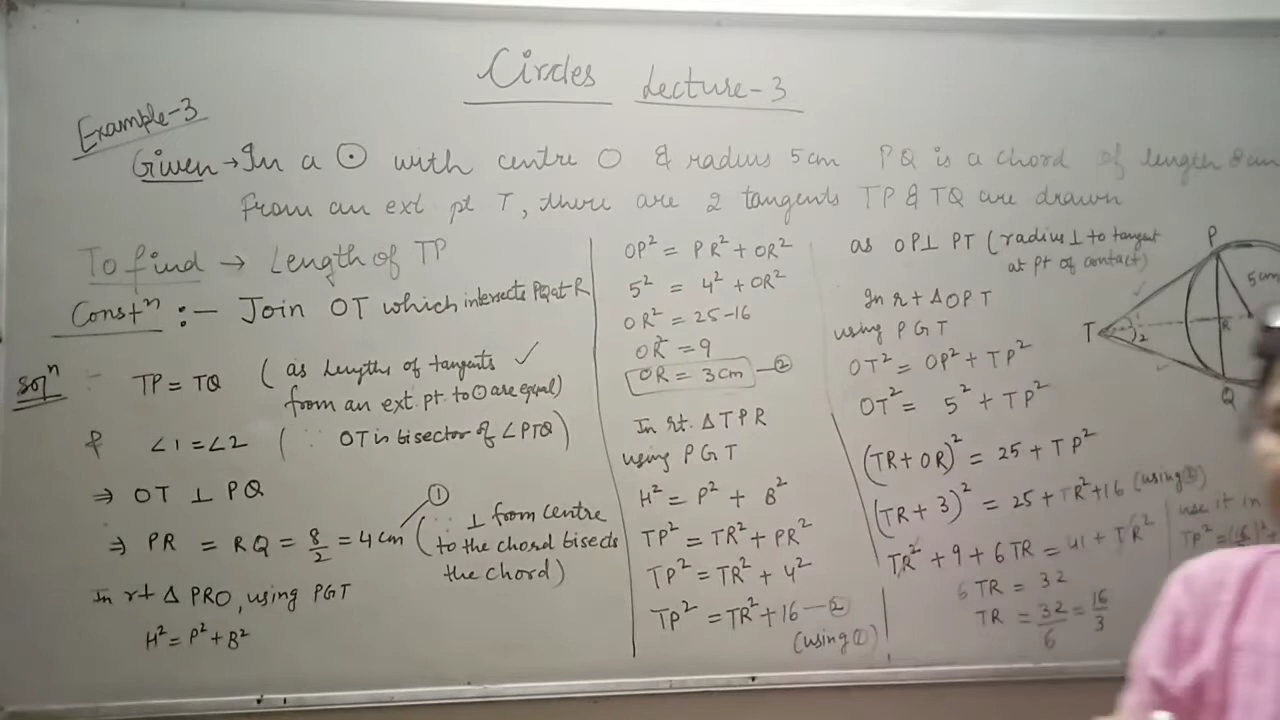 Circles Lecture-3
Example-3
Given → In a ⊙ with centre O & radius 5cm PQ is a chord of length 8cm
From an ext pt T, there are 2 tangents TP & TQ are drawn
To find → Length of TP
Constⁿ :- Join OT which intersects PQ at R
Solⁿ
TP = TQ (as lengths of tangents ✓
from an ext. pt. to ⊙ are equal)
& ∠1 = ∠2 (∵ OT is bisector of ∠PTQ)
⇒ OT ⊥ PQ
⇒ PR = RQ = 8/2 = 4 cm ① (∵ ⊥ from centre
to the chord bisects
the chord)
In rt Δ PRO, using PGT
H² = P² + B²
OP² = PR² + OR²
5² = 4² + OR²
OR² = 25-16
OR² = 9
OR = 3cm —②
In rt. Δ TPR
using PGT
H² = P² + B²
TP² = TR² + PR²
TP² = TR² + 4²
TP² = TR² + 16 —②
(using ①)
as OP ⊥ PT (radius ⊥ to tangent
at pt of contact)
In rt Δ OPT
using PGT
OT² = OP² + TP²
OT² = 5² + TP²
(TR + OR)² = 25 + TP²
(TR + 3)² = 25 + TR² + 16 (using ②)
TR² + 9 + 6TR = 41 + TR²
6TR = 32
TR = 32/6 = 16/3
use it in
TP² =
P
5cm
T
1
2
R
Q